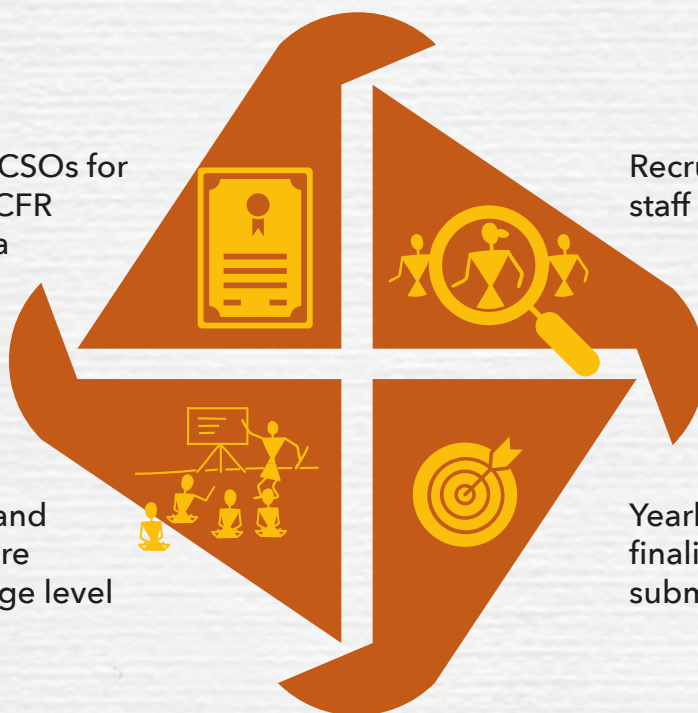 CSOs for
CFR
a
Recru
staff
and
re
ge level
Yearl
finali
subm